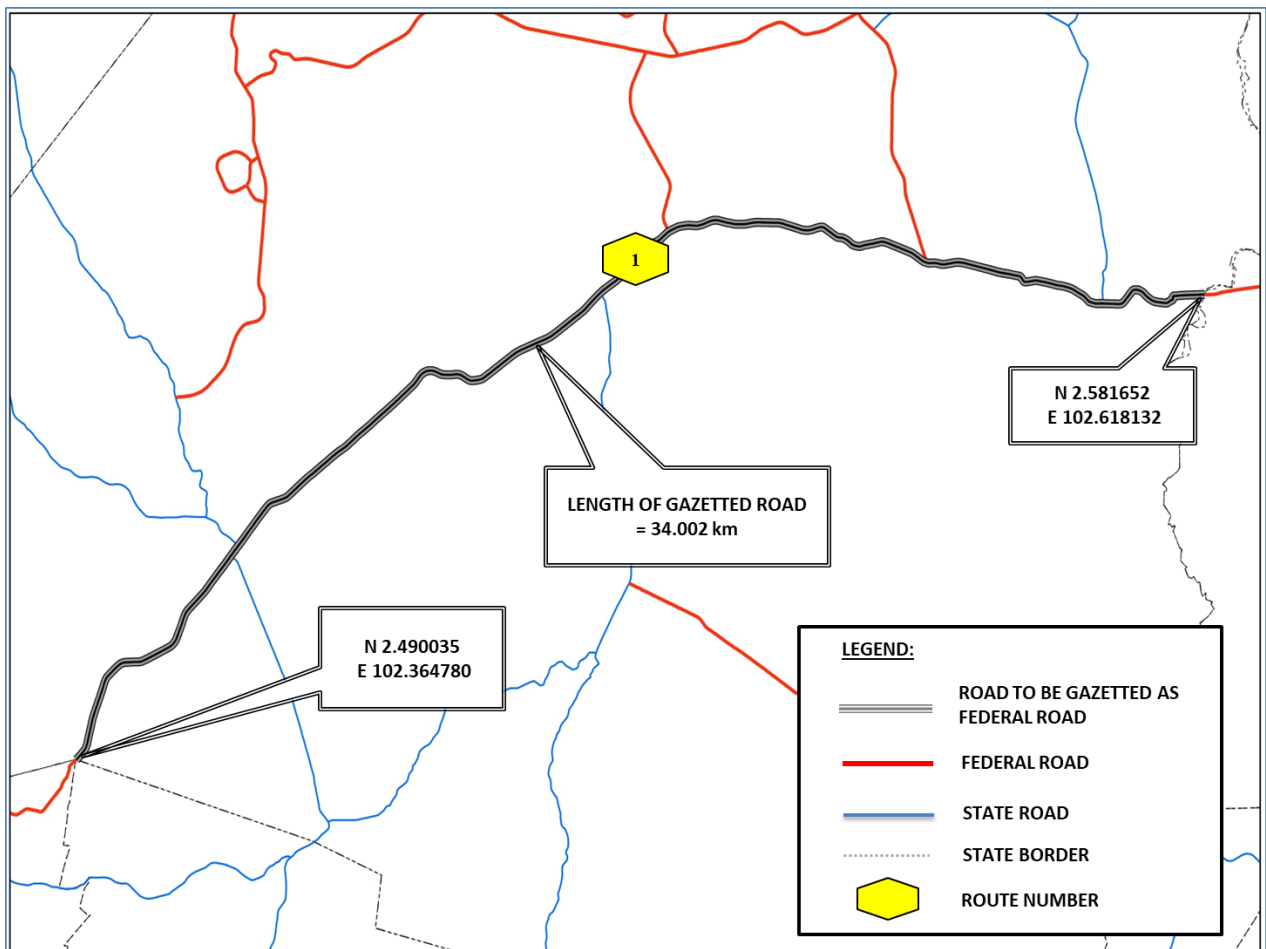 1
N 2.581652
E 102.618132
LENGTH OF GAZETTED ROAD
= 34.002 km
N 2.490035
E 102.364780
LEGEND:
ROAD TO BE GAZETTED AS
FEDERAL ROAD
FEDERAL ROAD
STATE ROAD
STATE BORDER
ROUTE NUMBER